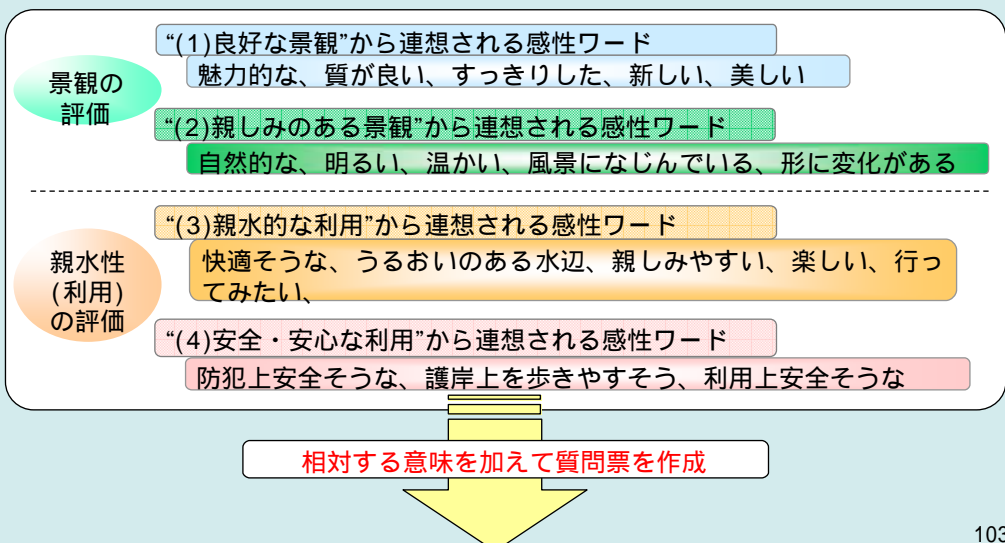 “(1)良好な景観”から連想される感性ワード
魅力的な、質が良い、すっきりした、新しい、美しい
景観の
評価
“(2)親しみのある景観”から連想される感性ワード
自然的な、明るい、温かい、風景になじんでいる、形に変化がある
“(3)親水的な利用”から連想される感性ワード
快適そうな、うるおいのある水辺、親しみやすい、楽しい、行っ
てみたい、
親水性
(利用)
の評価
“(4)安全・安心な利用”から連想される感性ワード
防犯上安全そうな、護岸上を歩きやすそう、利用上安全そうな
相対する意味を加えて質問票を作成
103